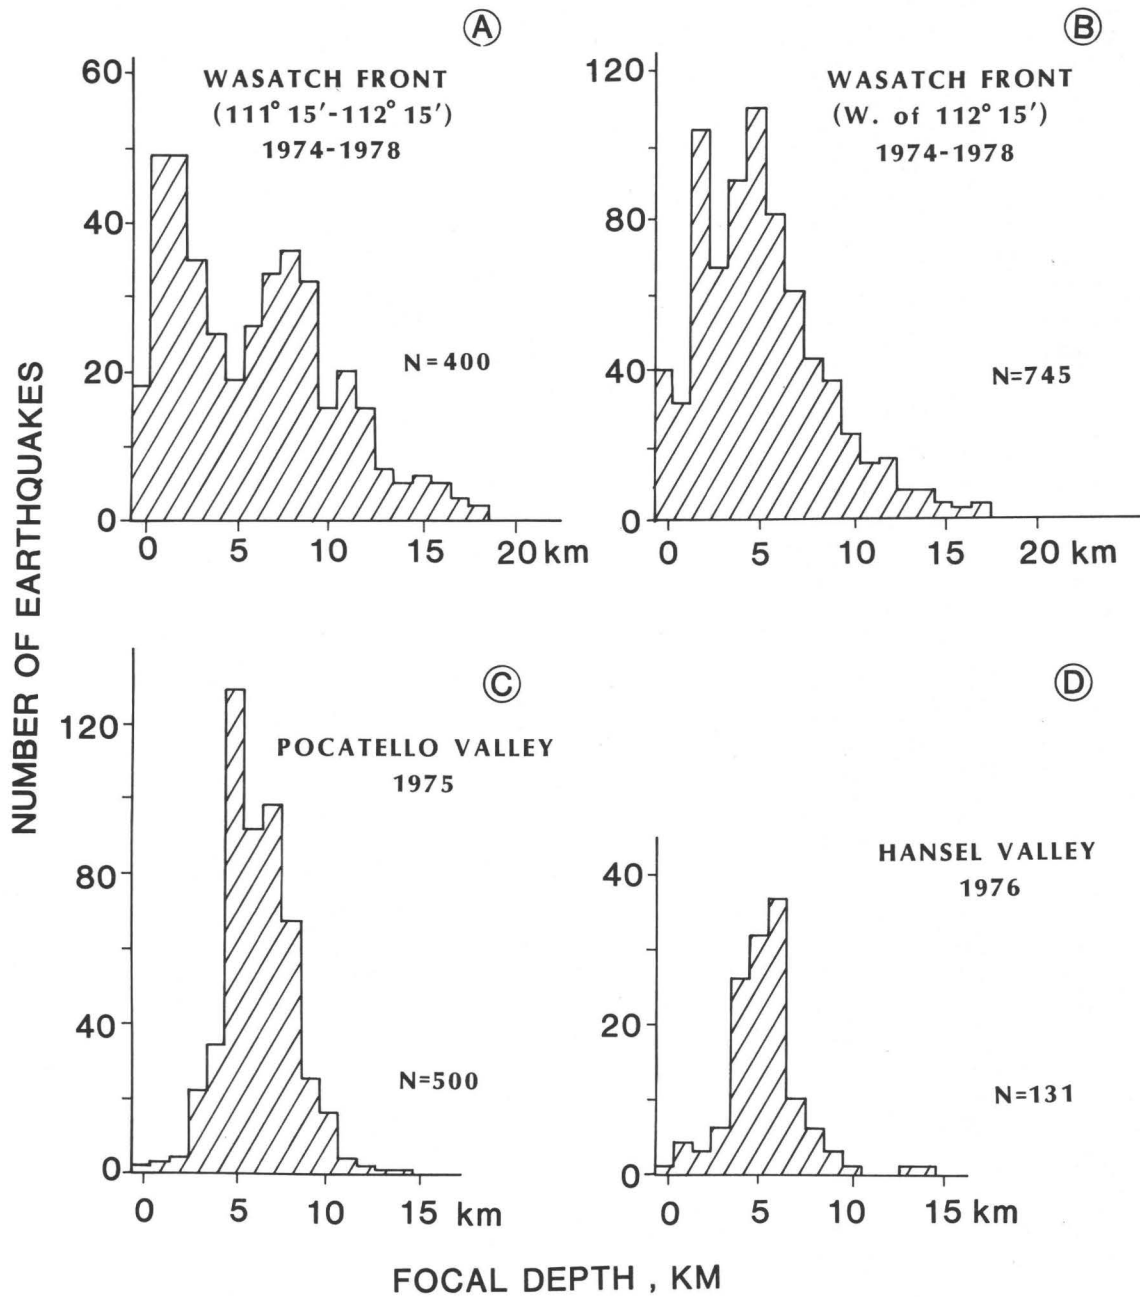 NUMBER OF EARTHQUAKES
A
WASATCH FRONT
(111° 15′-112° 15′)
1974-1978
60
40
20
0
N=400
0 5 10 15 20 km
B
WASATCH FRONT
(W. of 112° 15′)
1974-1978
120
80
40
0
N=745
0 5 10 15 20 km
C
POCATELLO VALLEY
1975
120
80
40
0
N=500
0 5 10 15 km
D
HANSEL VALLEY
1976
40
20
0
N=131
0 5 10 15 km
FOCAL DEPTH , KM